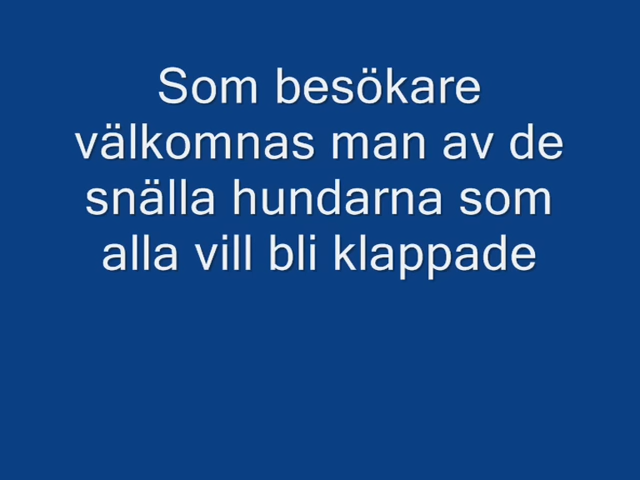 Som besökare
välkomnas man av de
snälla hundarna som
alla vill bli klappade